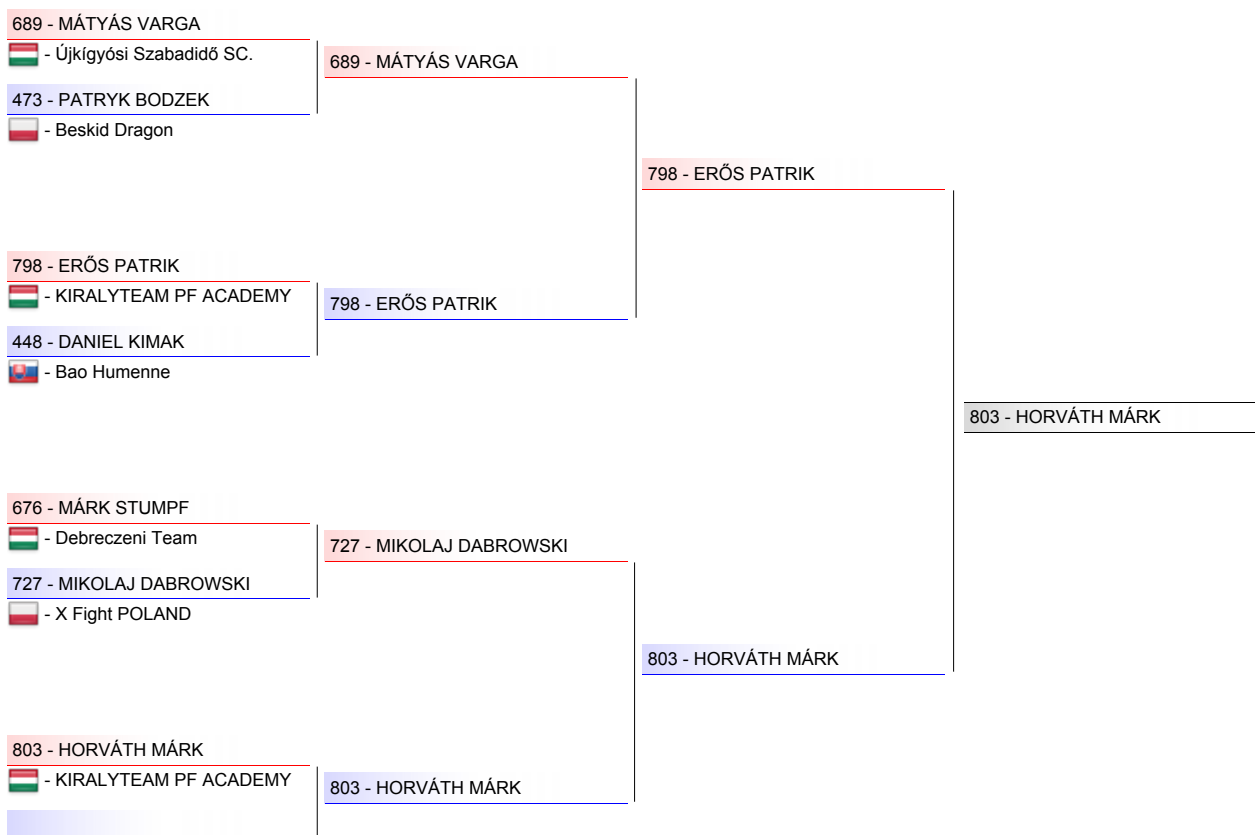 689 - MÁTYÁS VARGA
- Újkígyósi Szabadidő SC.
473 - PATRYK BODZEK
- Beskid Dragon
798 - ERŐS PATRIK
- KIRALYTEAM PF ACADEMY
448 - DANIEL KIMAK
- Bao Humenne
676 - MÁRK STUMPF
- Debreczeni Team
727 - MIKOLAJ DABROWSKI
- X Fight POLAND
803 - HORVÁTH MÁRK
- KIRALYTEAM PF ACADEMY
689 - MÁTYÁS VARGA
798 - ERŐS PATRIK
727 - MIKOLAJ DABROWSKI
803 - HORVÁTH MÁRK
798 - ERŐS PATRIK
803 - HORVÁTH MÁRK
803 - HORVÁTH MÁRK